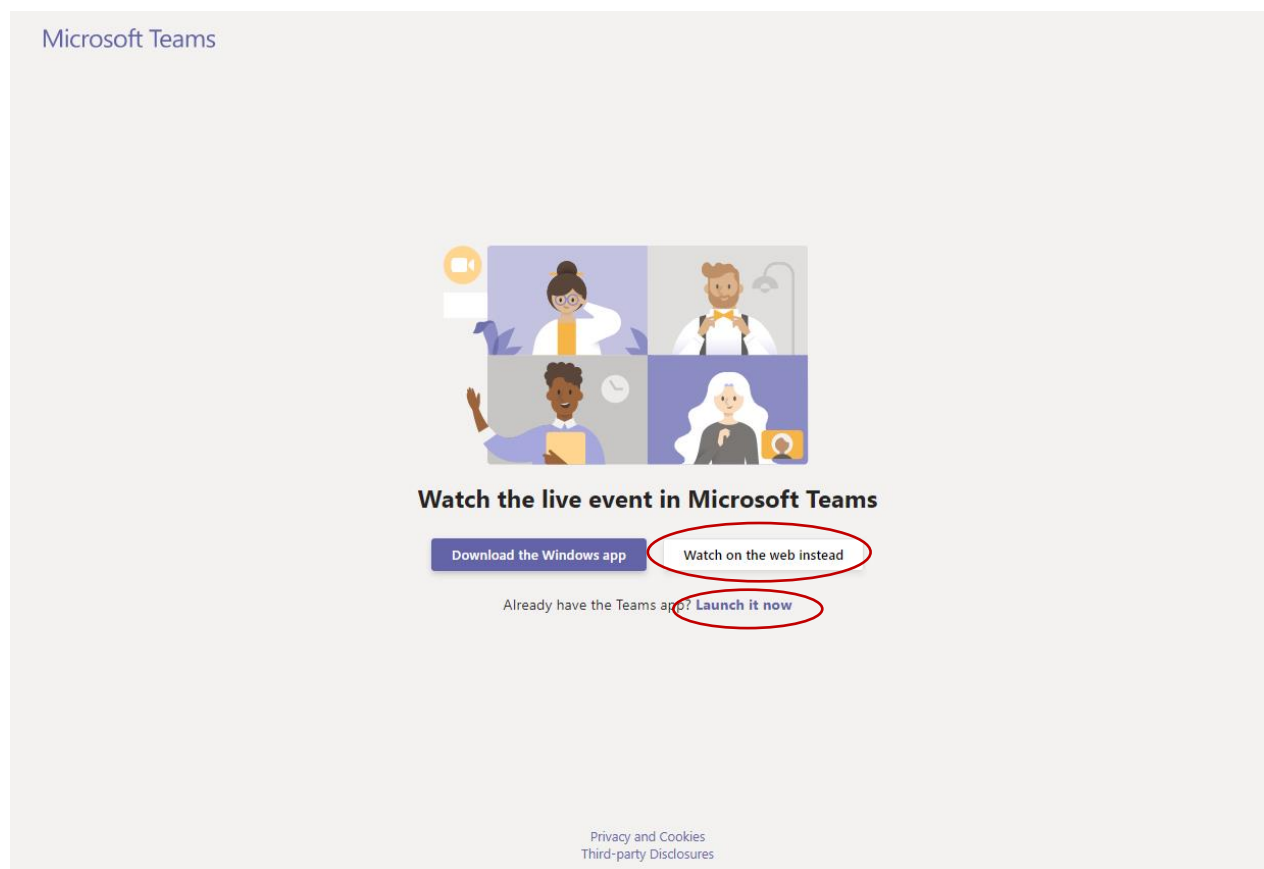 Microsoft Teams
Watch the live event in Microsoft Teams
Download the Windows app
Watch on the web instead
Already have the Teams app? Launch it now
Privacy and Cookies
Third-party Disclosures